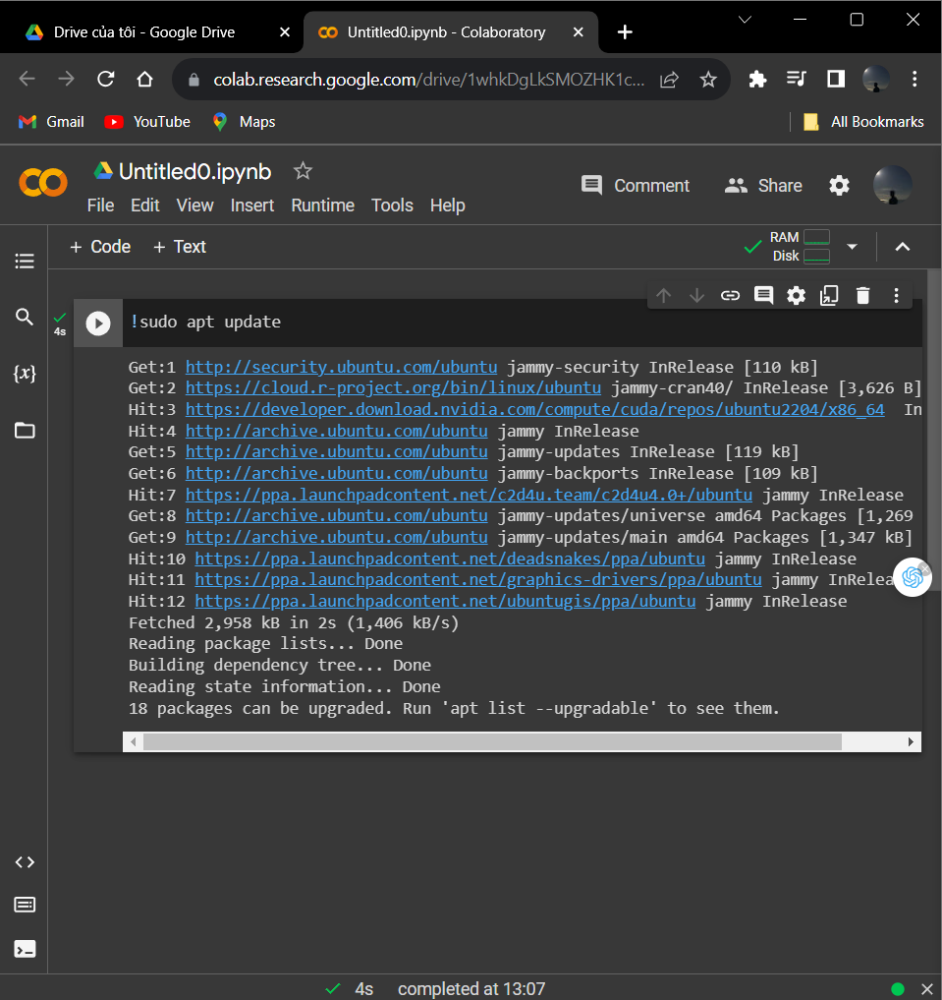 Drive của tôi - Google Drive
Untitled0.ipynb - Colaboratory
colab.research.google.com/drive/1whkDgLkSMOZHK1c...
Gmail YouTube Maps All Bookmarks
Untitled0.ipynb
Comment Share
File Edit View Insert Runtime Tools Help
+ Code + Text
RAM
Disk
4s
!sudo apt update
Get:1 http://security.ubuntu.com/ubuntu jammy-security InRelease [110 kB]
Get:2 https://cloud.r-project.org/bin/linux/ubuntu jammy-cran40/ InRelease [3,626 B]
Hit:3 https://developer.download.nvidia.com/compute/cuda/repos/ubuntu2204/x86_64 In
Hit:4 http://archive.ubuntu.com/ubuntu jammy InRelease
Get:5 http://archive.ubuntu.com/ubuntu jammy-updates InRelease [119 kB]
Get:6 http://archive.ubuntu.com/ubuntu jammy-backports InRelease [109 kB]
Hit:7 https://ppa.launchpadcontent.net/c2d4u.team/c2d4u4.0+/ubuntu jammy InRelease
Get:8 http://archive.ubuntu.com/ubuntu jammy-updates/universe amd64 Packages [1,269
Get:9 http://archive.ubuntu.com/ubuntu jammy-updates/main amd64 Packages [1,347 kB]
Hit:10 https://ppa.launchpadcontent.net/deadsnakes/ppa/ubuntu jammy InRelease
Hit:11 https://ppa.launchpadcontent.net/graphics-drivers/ppa/ubuntu jammy InRelea
Hit:12 https://ppa.launchpadcontent.net/ubuntugis/ppa/ubuntu jammy InRelease
Fetched 2,958 kB in 2s (1,406 kB/s)
Reading package lists... Done
Building dependency tree... Done
Reading state information... Done
18 packages can be upgraded. Run 'apt list --upgradable' to see them.
4s completed at 13:07